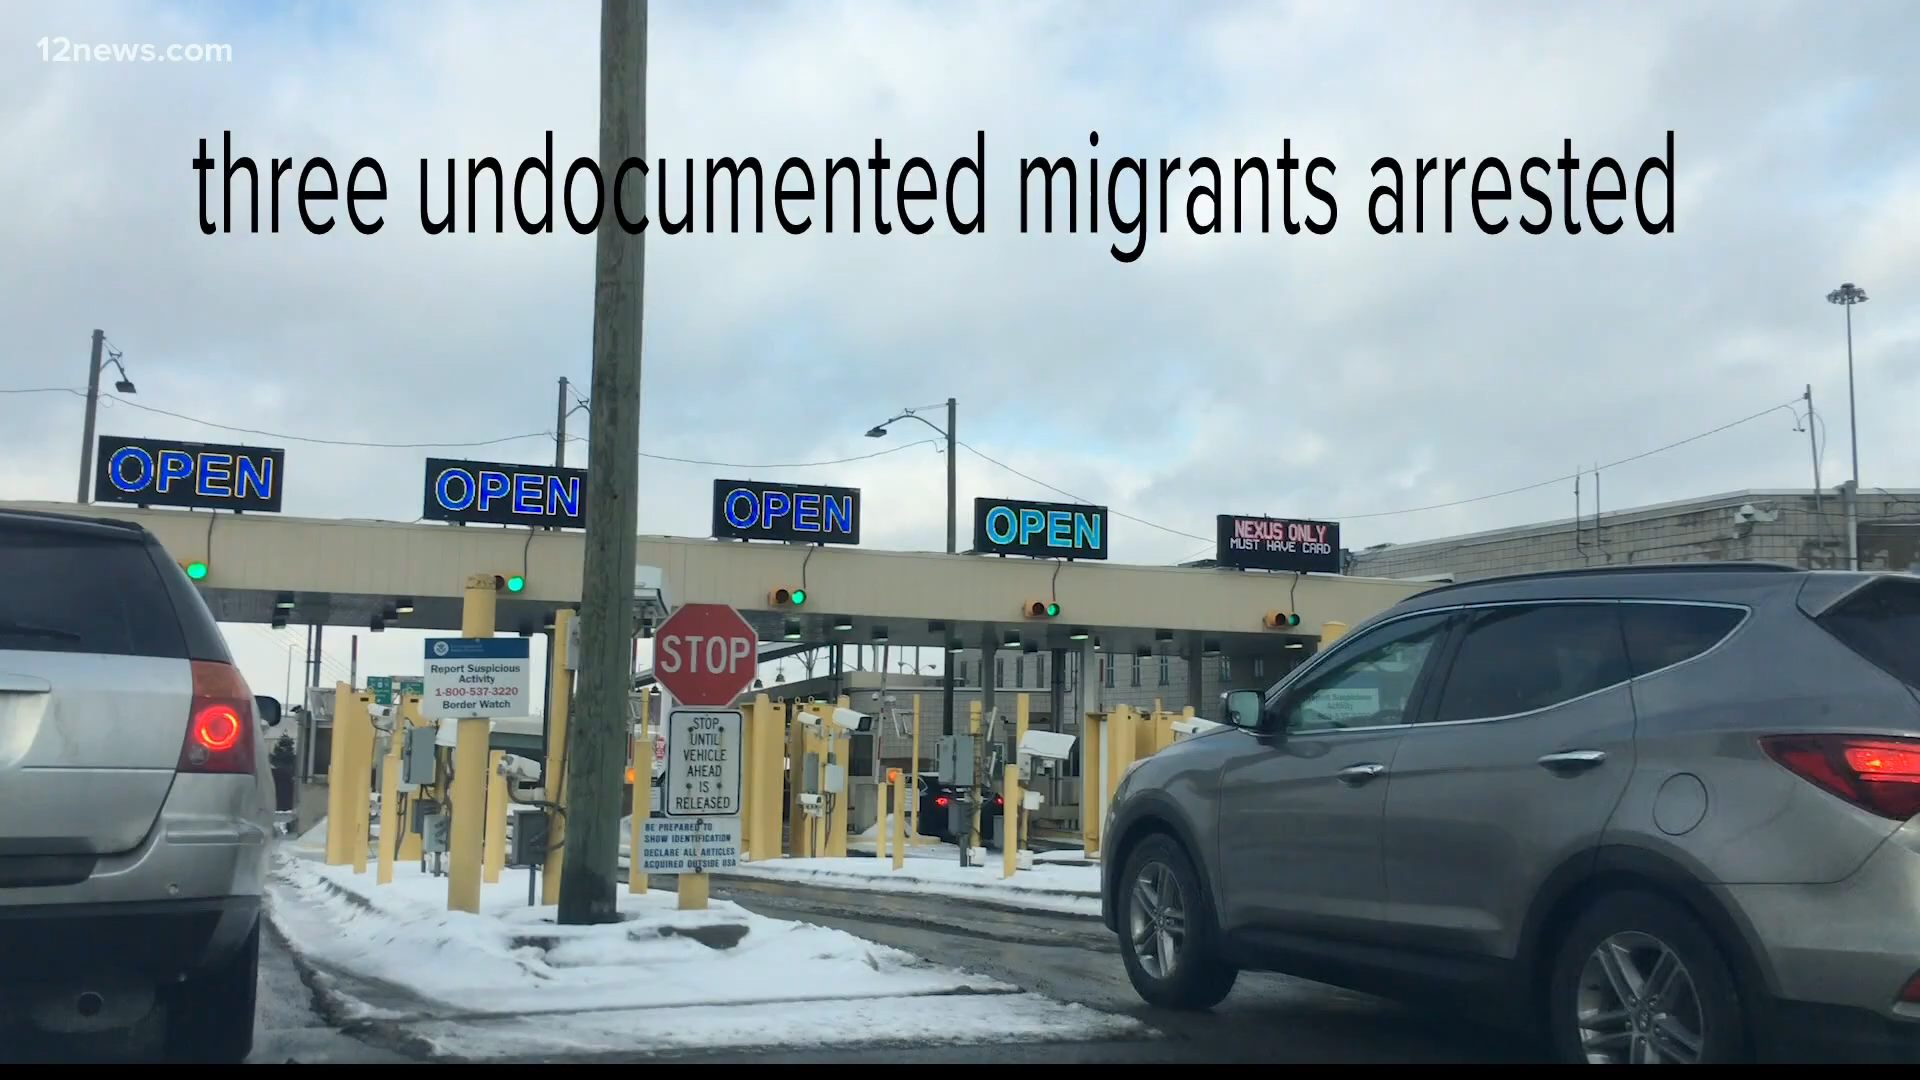 12news.com
three undocumented migrants arrested
OPEN
OPEN
OPEN
OPEN
NEXUS ONLY
MUST HAVE CARD
Report Suspicious
Activity
1-800-537-3220
Border Watch
STOP
STOP
UNTIL
VEHICLE
AHEAD
IS
RELEASED
BE PREPARED TO
SHOW IDENTIFICATION
DECLARE ALL ARTICLES
ACQUIRED OUTSIDE USA